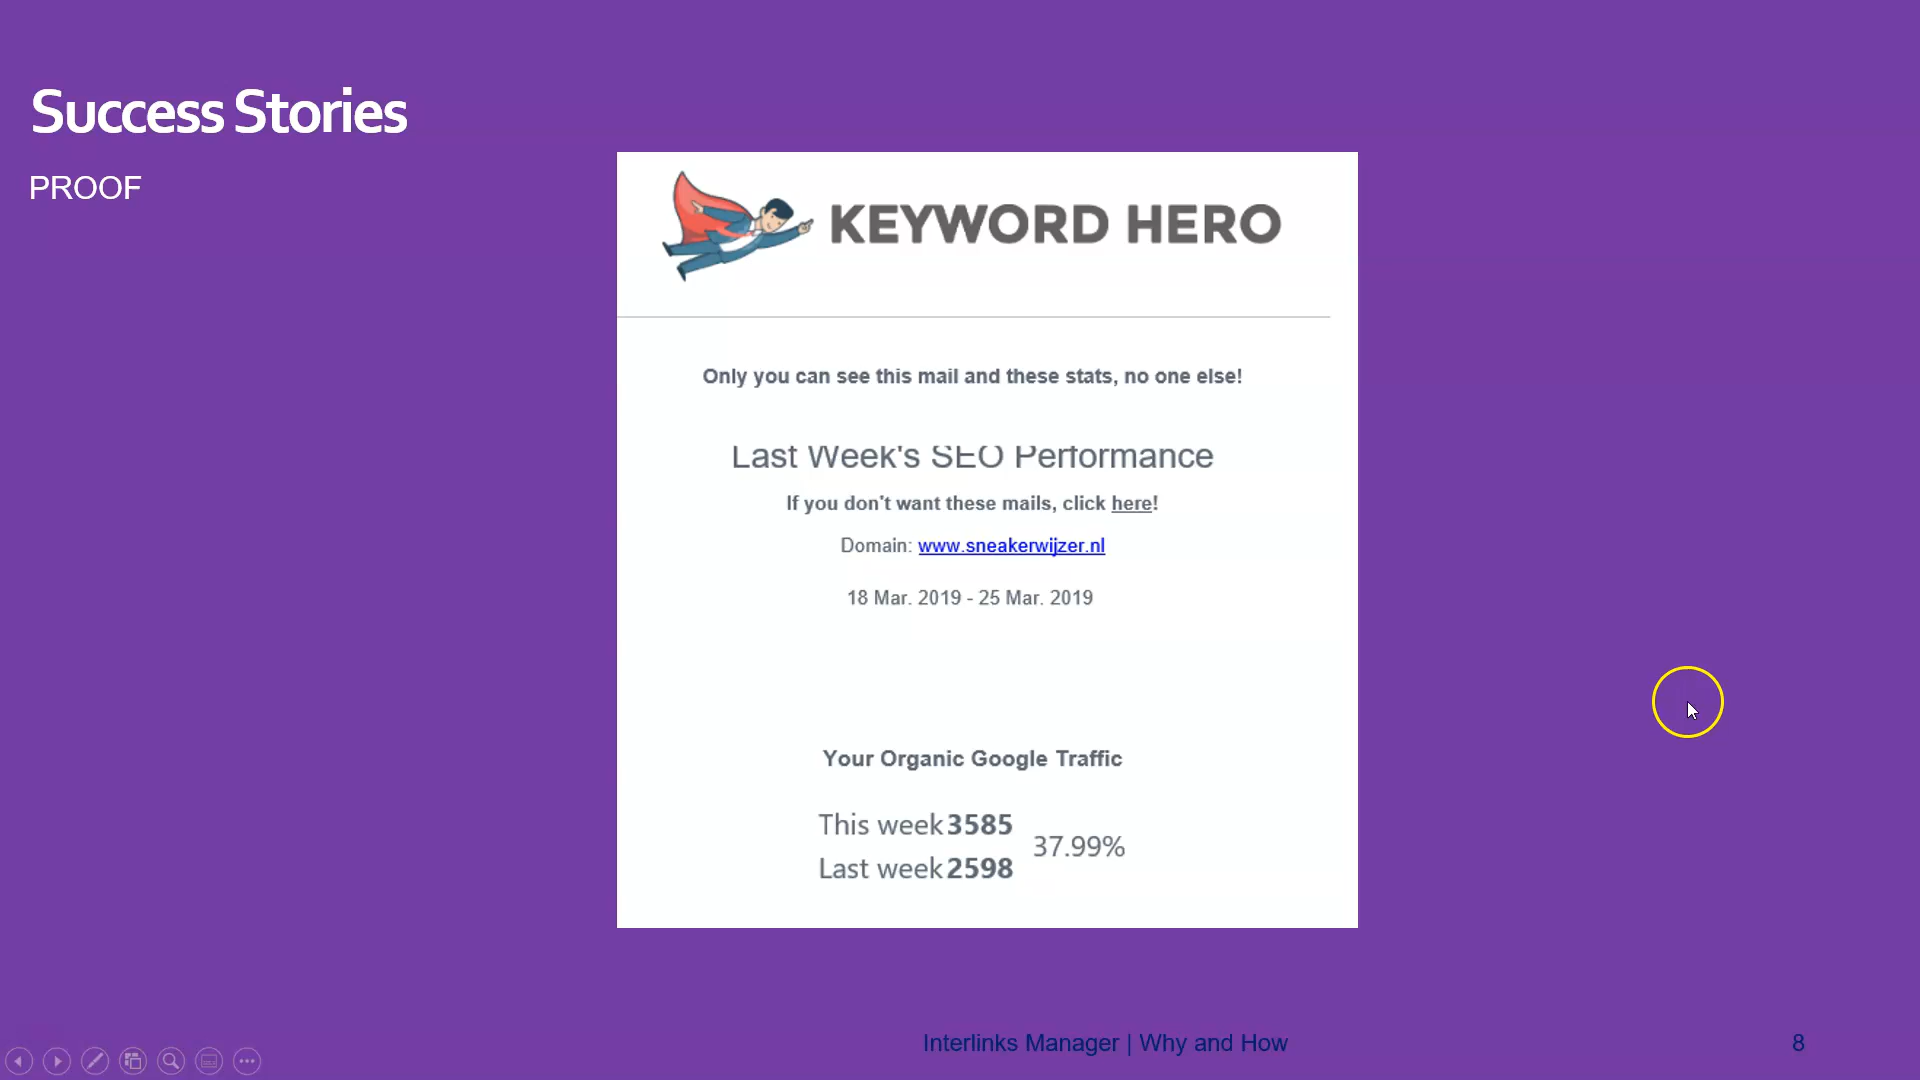 Success Stories
PROOF
KEYWORD HERO
Only you can see this mail and these stats, no one else!
Last Week's SEO Performance
If you don't want these mails, click here!
Domain: www.sneakerwijzer.nl
18 Mar. 2019 - 25 Mar. 2019
Your Organic Google Traffic
This week 3585
37.99%
Last week 2598
Interlinks Manager | Why and How
8